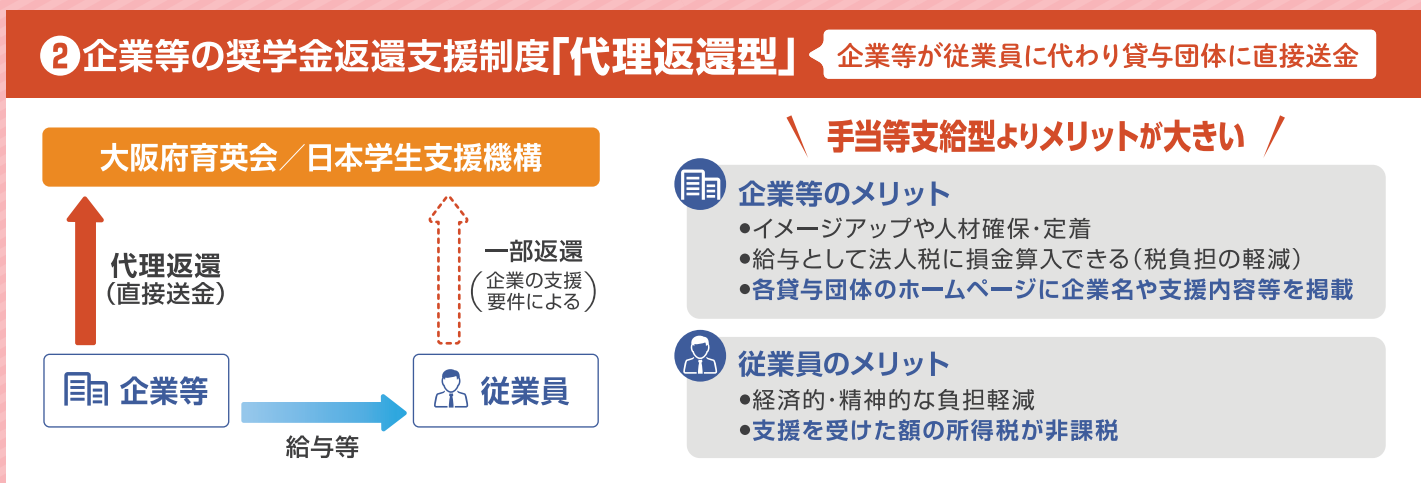 ❷企業等の奨学金返還支援制度「代理返還型」
企業等が従業員に代わり貸与団体に直接送金
大阪府育英会／日本学生支援機構
代理返還
（直接送金）
一部返還
（企業の支援
要件による）
企業等
従業員
給与等
手当等支給型よりメリットが大きい
企業等のメリット
●イメージアップや人材確保・定着
●給与として法人税に損金算入できる（税負担の軽減）
●各貸与団体のホームページに企業名や支援内容等を掲載
従業員のメリット
●経済的・精神的な負担軽減
●支援を受けた額の所得税が非課税